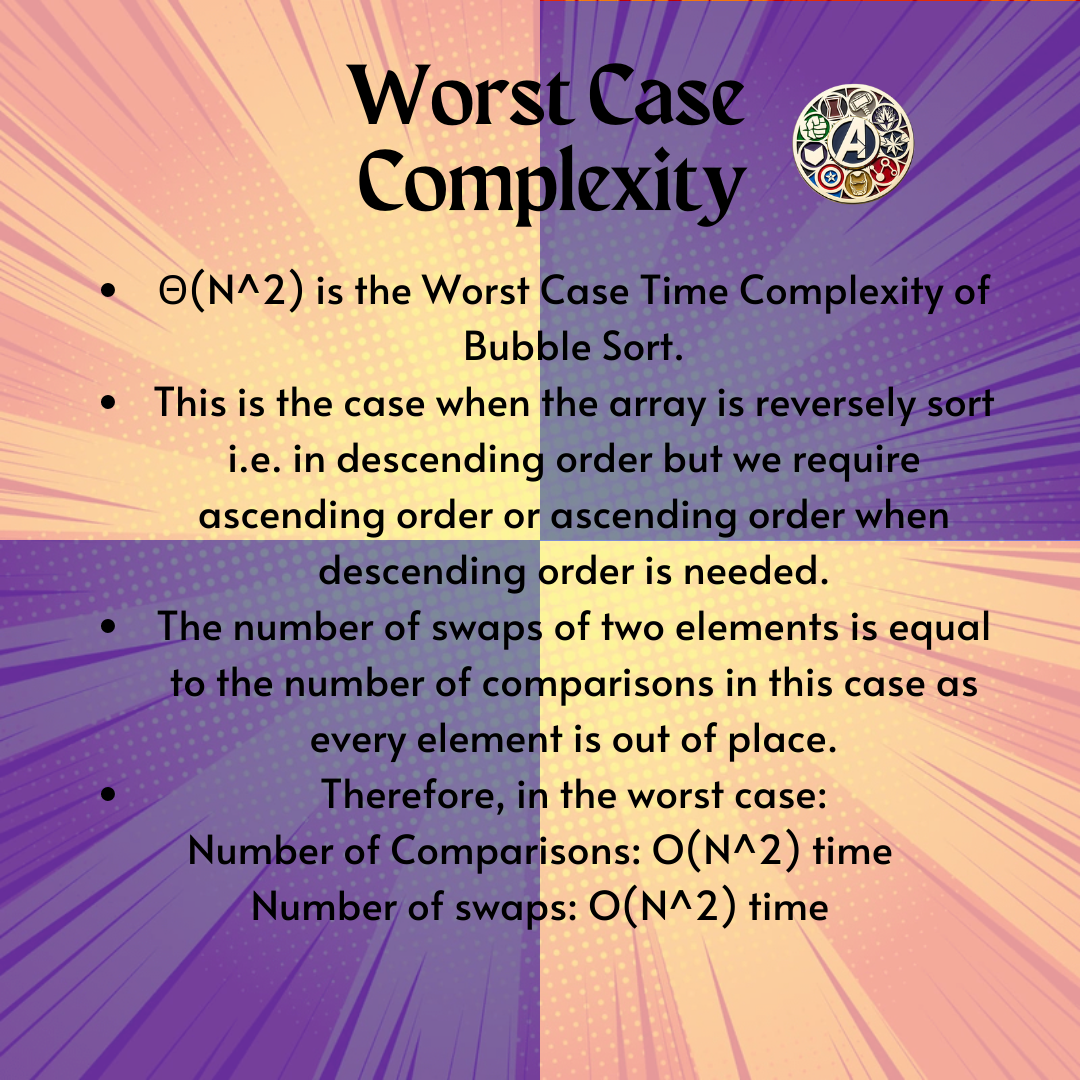 Worst Case
Complexity
• Θ(N^2) is the Worst Case Time Complexity of
Bubble Sort.
• This is the case when the array is reversely sort
i.e. in descending order but we require
ascending order or ascending order when
descending order is needed.
• The number of swaps of two elements is equal
to the number of comparisons in this case as
every element is out of place.
• Therefore, in the worst case:
Number of Comparisons: O(N^2) time
Number of swaps: O(N^2) time